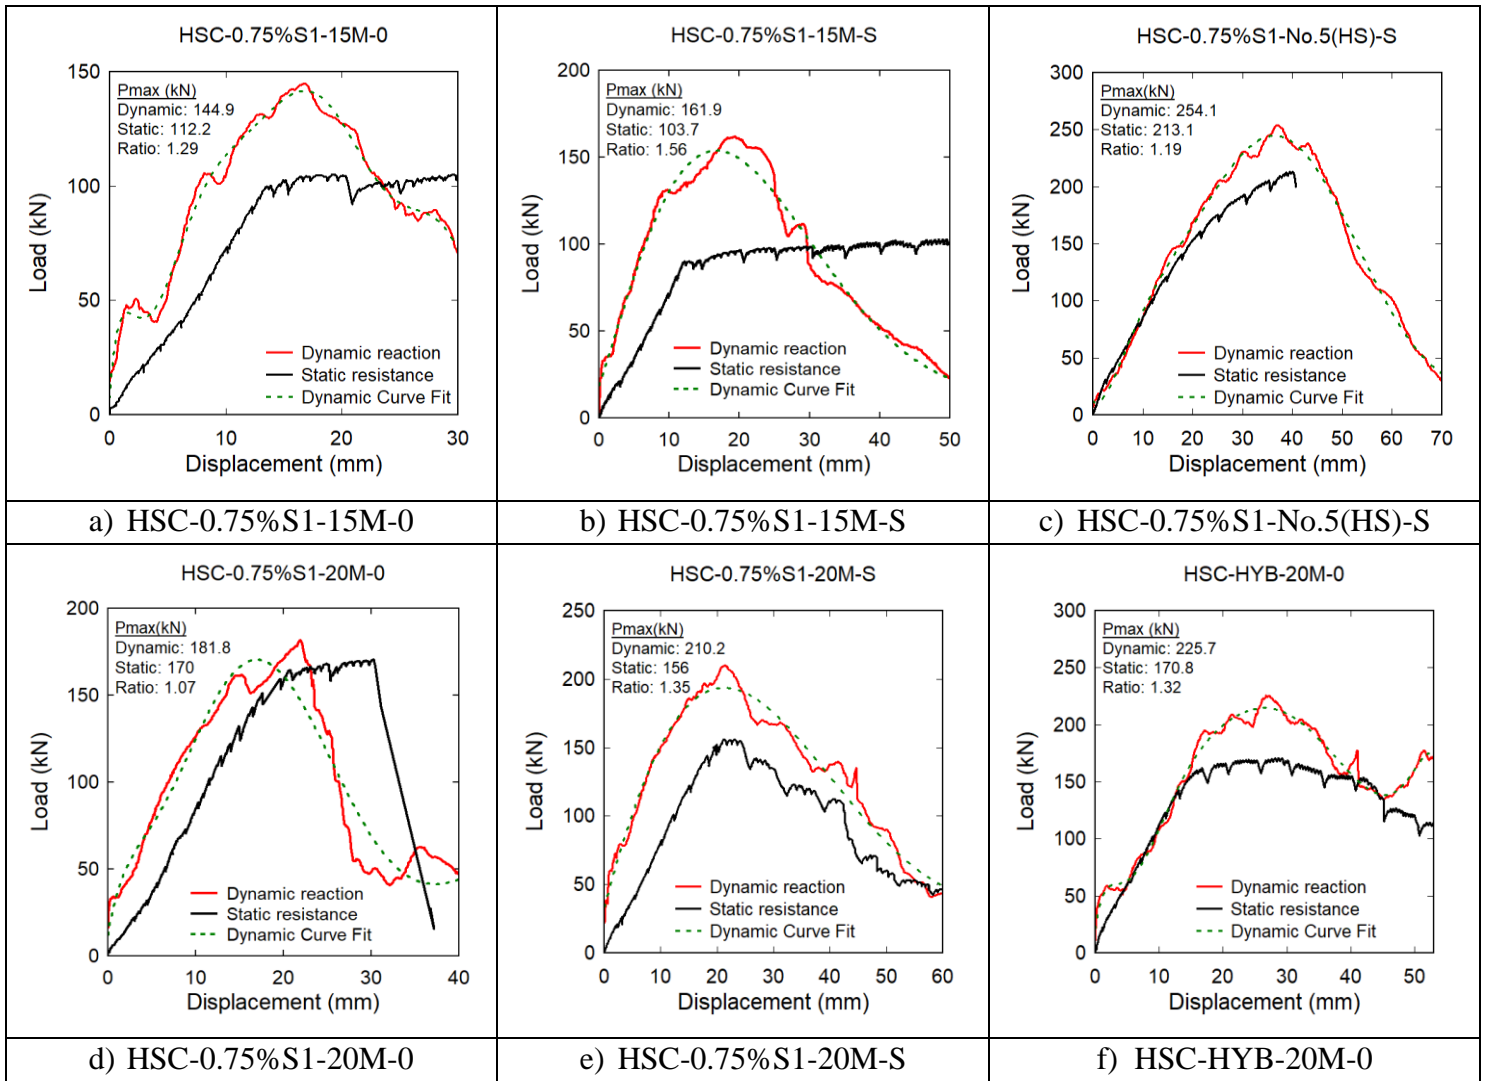 HSC-0.75%S1-15M-0
Load (kN)
150
100
50
0
Pmax (kN)
Dynamic: 144.9
Static: 112.2
Ratio: 1.29
Dynamic reaction
Static resistance
Dynamic Curve Fit
0 10 20 30
Displacement (mm)
HSC-0.75%S1-15M-S
Load (kN)
200
150
100
50
0
Pmax (kN)
Dynamic: 161.9
Static: 103.7
Ratio: 1.56
Dynamic reaction
Static resistance
Dynamic Curve Fit
0 10 20 30 40 50
Displacement (mm)
HSC-0.75%S1-No.5(HS)-S
Load (kN)
300
250
200
150
100
50
0
Pmax(kN)
Dynamic: 254.1
Static: 213.1
Ratio: 1.19
Dynamic reaction
Static resistance
Dynamic Curve Fit
0 10 20 30 40 50 60 70
Displacement (mm)
a) HSC-0.75%S1-15M-0
b) HSC-0.75%S1-15M-S
c) HSC-0.75%S1-No.5(HS)-S
HSC-0.75%S1-20M-0
Load (kN)
200
150
100
50
0
Pmax(kN)
Dynamic: 181.8
Static: 170
Ratio: 1.07
Dynamic reaction
Static resistance
Dynamic Curve Fit
0 10 20 30 40
Displacement (mm)
HSC-0.75%S1-20M-S
Load (kN)
250
200
150
100
50
0
Pmax(kN)
Dynamic: 210.2
Static: 156
Ratio: 1.35
Dynamic reaction
Static resistance
Dynamic Curve Fit
0 10 20 30 40 50 60
Displacement (mm)
HSC-HYB-20M-0
Load (kN)
300
250
200
150
100
50
0
Pmax (kN)
Dynamic: 225.7
Static: 170.8
Ratio: 1.32
Dynamic reaction
Static resistance
Dynamic Curve Fit
0 10 20 30 40 50
Displacement (mm)
d) HSC-0.75%S1-20M-0
e) HSC-0.75%S1-20M-S
f) HSC-HYB-20M-0